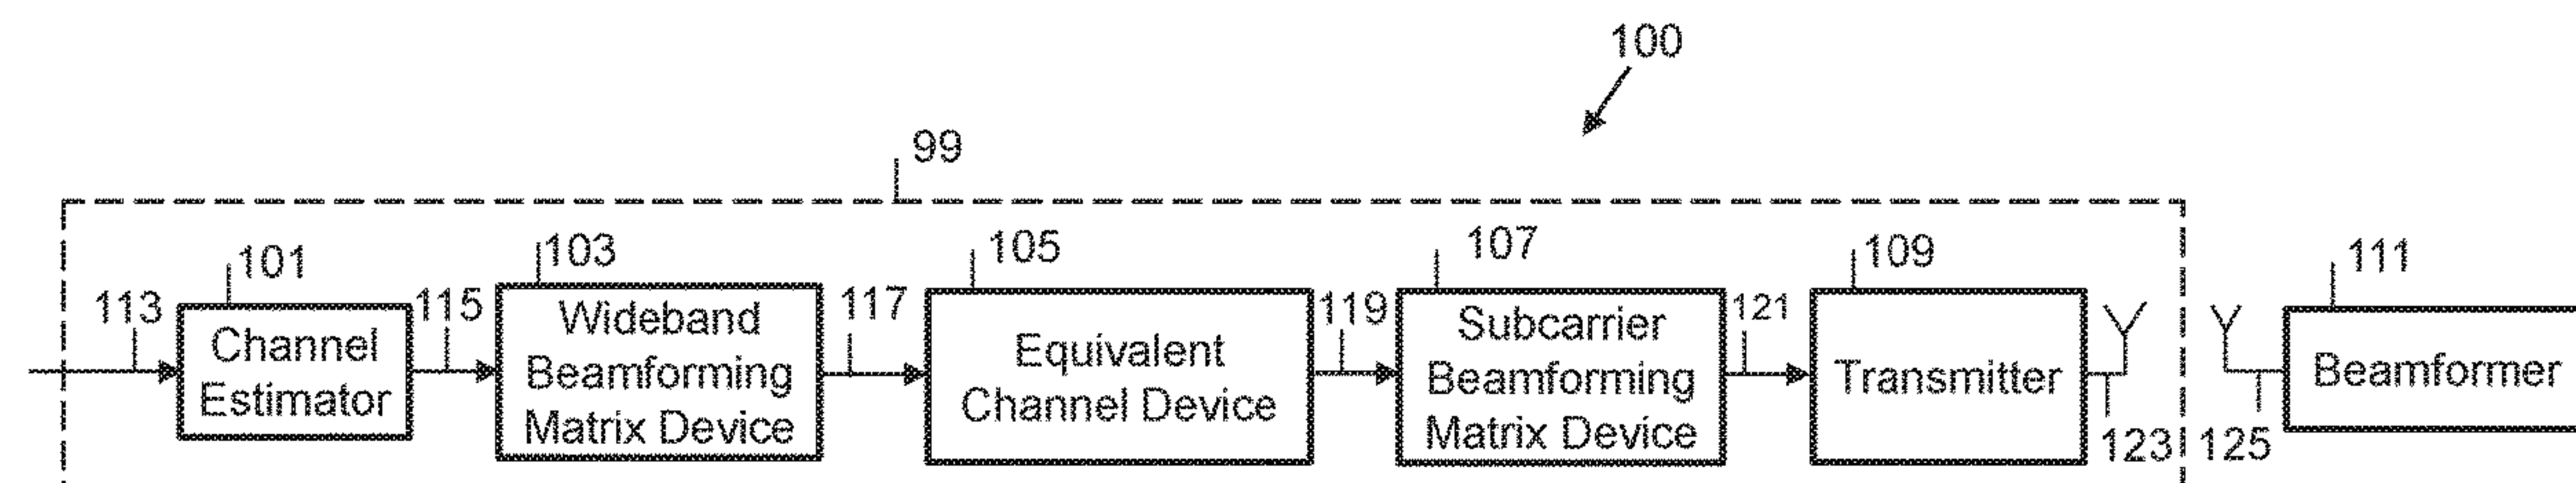 100
99
101
103
105
107
109
111
113
115
117
119
121
Channel
Estimator
Wideband
Beamforming
Matrix Device
Equivalent
Channel Device
Subcarrier
Beamforming
Matrix Device
Transmitter
Beamformer
123
125